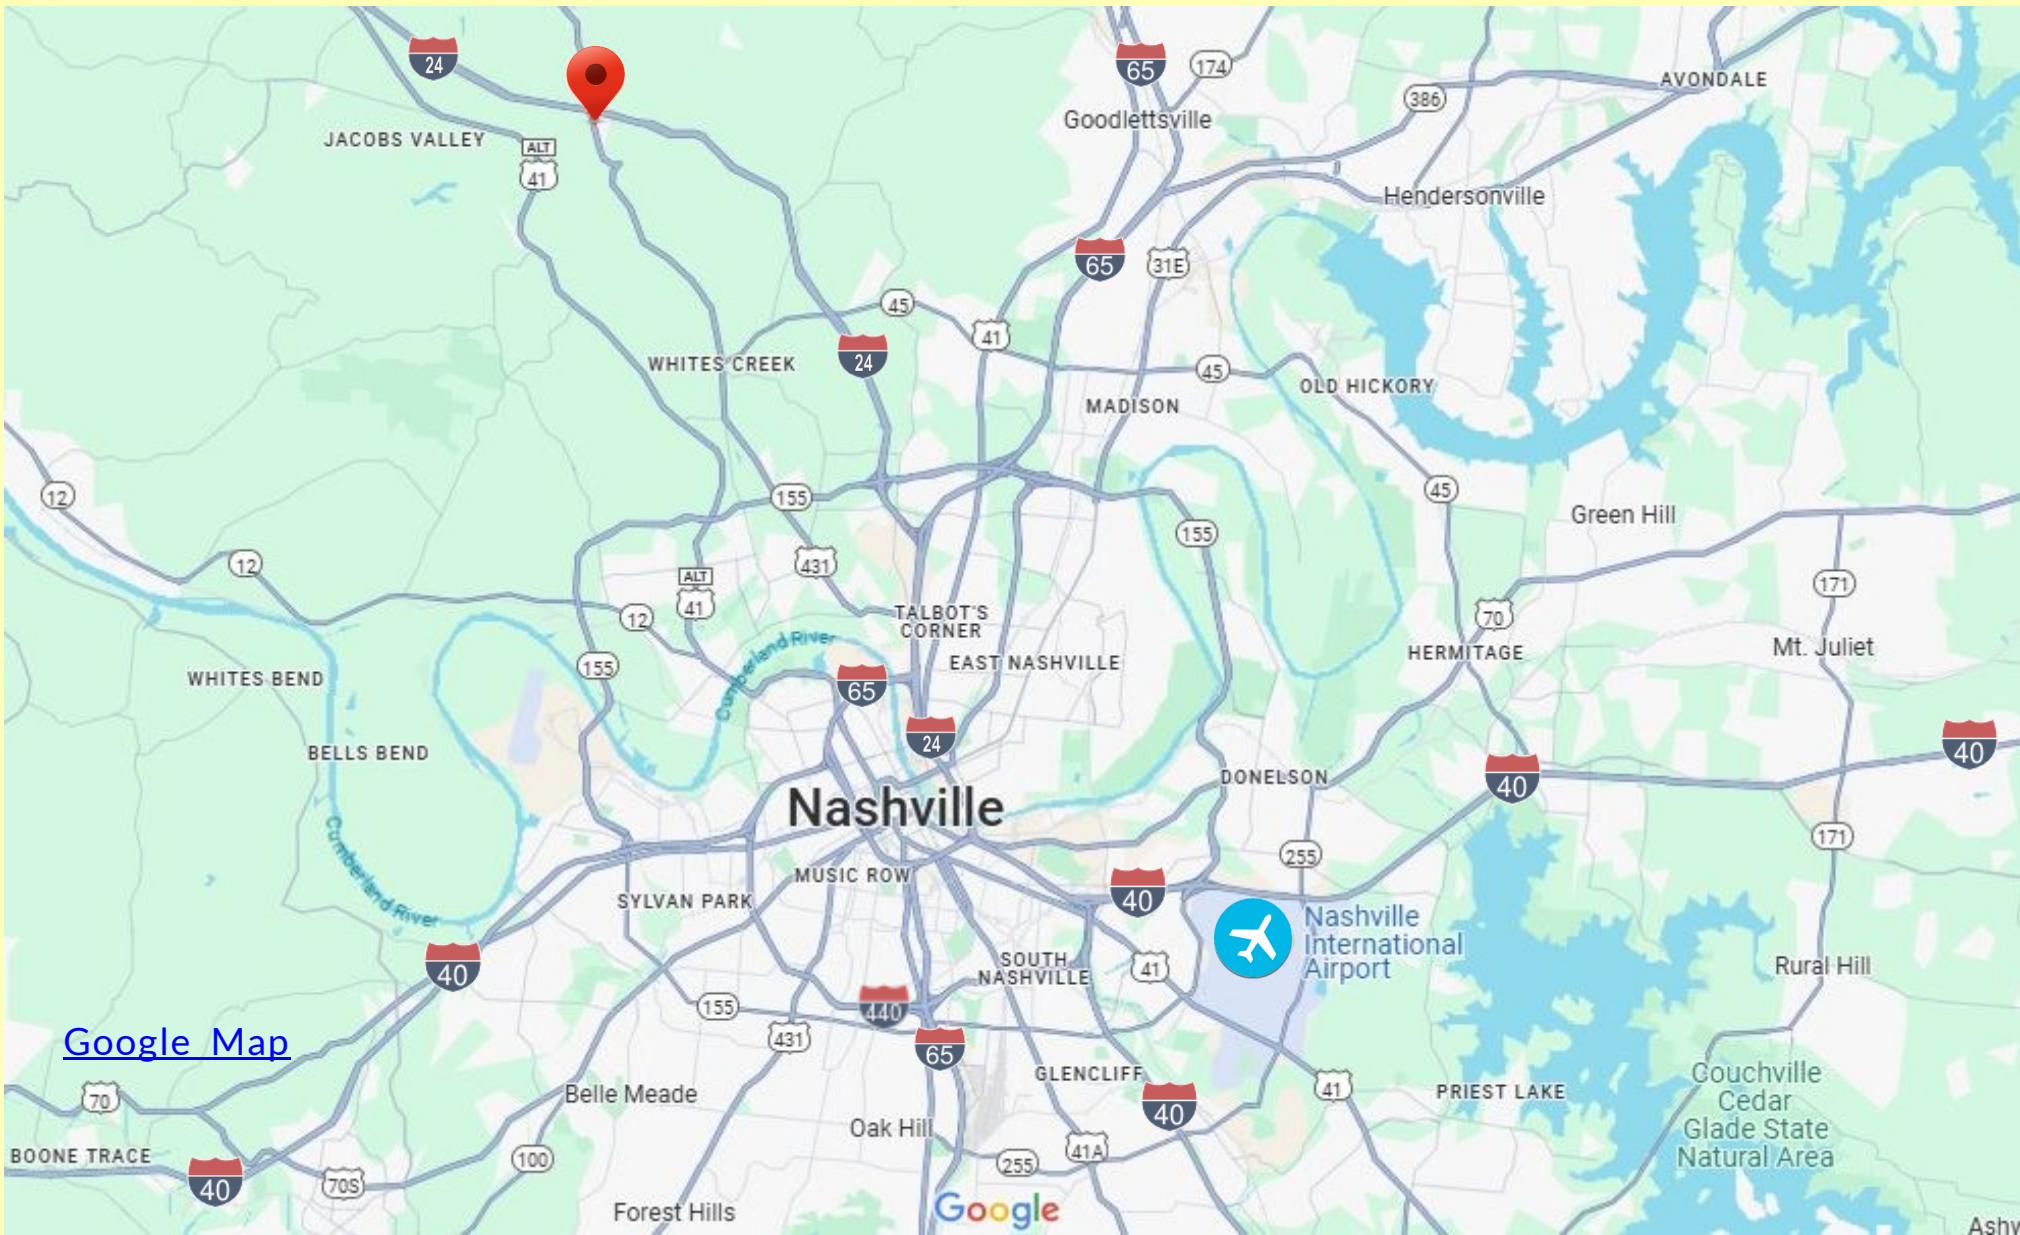 24
65
174
386
AVONDALE
Goodlettsville
JACOBS VALLEY
ALT
41
Hendersonville
65
31E
45
41
24
WHITES CREEK
45
OLD HICKORY
MADISON
12
155
45
Green Hill
155
12
431
ALT
41
171
12
TALBOT'S
CORNER
70
Cumberland River
Mt. Juliet
HERMITAGE
155
EAST NASHVILLE
WHITES BEND
65
24
40
BELLS BEND
DONELSON
40
Nashville
171
255
Cumberland River
MUSIC ROW
40
SYLVAN PARK
Nashville
International
Airport
SOUTH
NASHVILLE
41
40
Rural Hill
155
440
431
65
Google Map
GLENCLIFF
Couchville
Cedar
Glade State
Natural Area
41
PRIEST LAKE
70
Belle Meade
40
Oak Hill
41A
BOONE TRACE
100
255
40
70S
Forest Hills
Google
Ashv